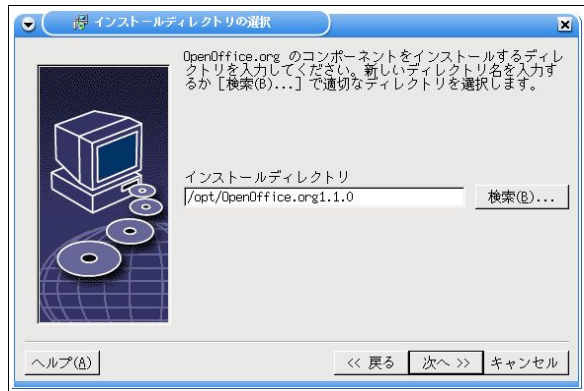 インストールディレクトリの選択
OpenOffice.org のコンポーネントをインストールするディレ
クトリを入力してください。新しいディレクトリ名を入力す
るか [検索(B)...] で適切なディレクトリを選択します。
インストールディレクトリ
/opt/OpenOffice.org1.1.0
検索(B)...
ヘルプ(A)
<< 戻る
次へ >>
キャンセル